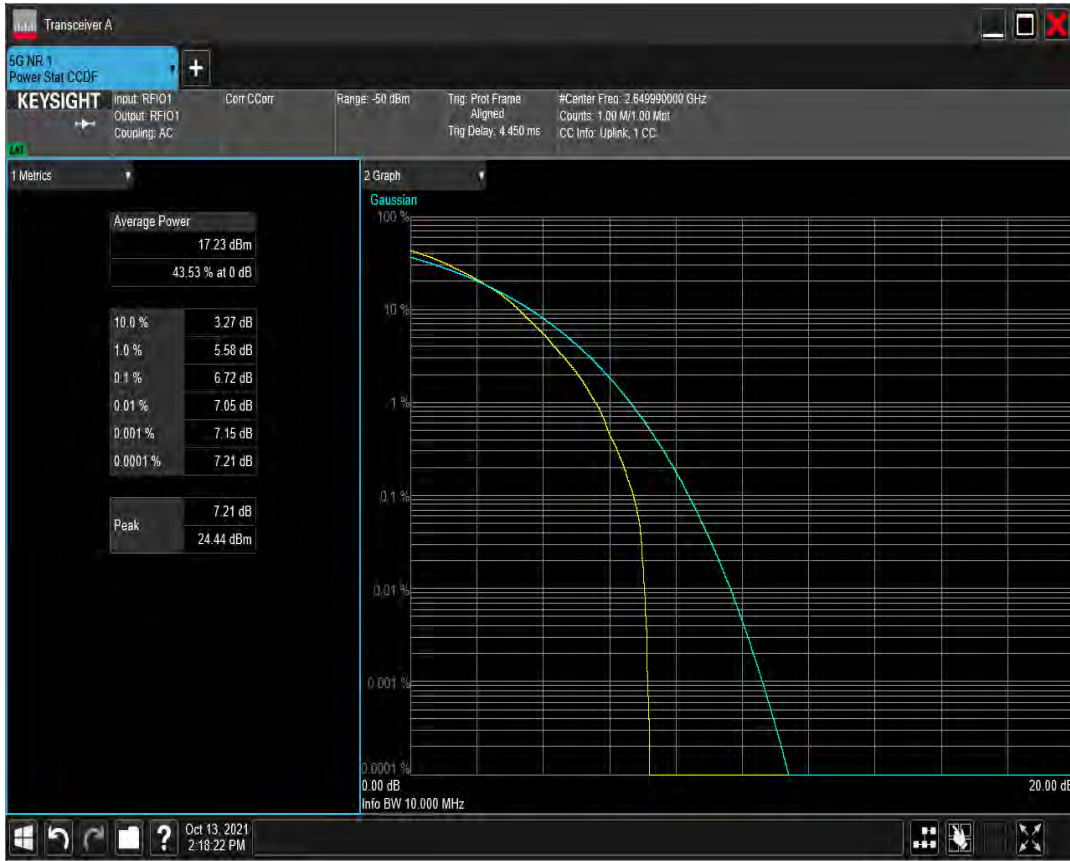 Transceiver A
5G NR 1
Power Stat CCDF
+
KEYSIGHT
Input: RFIO1
Output: RFIO1
Coupling: AC
Corr CCorr
Range: -50 dBm
Trig: Prot Frame
Aligned
Trig Delay: 4.450 ms
#Center Freq: 2.649990000 GHz
Counts: 1.00 M/1.00 Mpt
CC Info: Uplink, 1 CC
LNT
1 Metrics
Average Power
17.23 dBm
43.53 % at 0 dB
10.0 % 3.27 dB
1.0 % 5.58 dB
0.1 % 6.72 dB
0.01 % 7.05 dB
0.001 % 7.15 dB
0.0001 % 7.21 dB
Peak 7.21 dB
24.44 dBm
2 Graph
Gaussian
100 %
10 %
1 %
0.1 %
0.01 %
0.001 %
0.0001 %
0.00 dB 20.00 dB
Info BW 10.000 MHz
?
Oct 13, 2021
2:18:22 PM